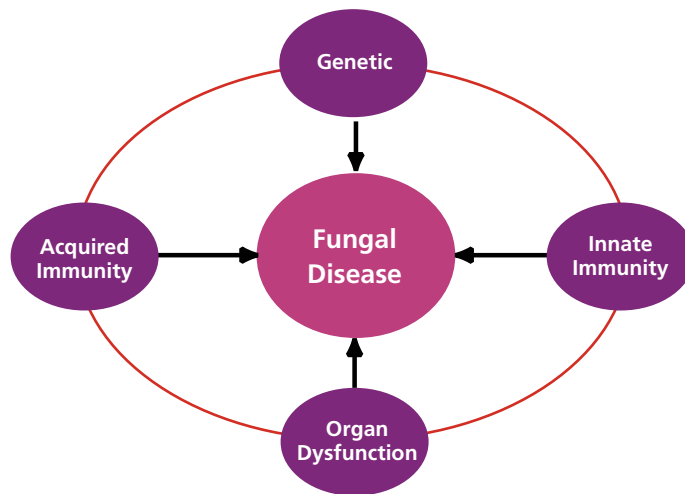 Genetic
Acquired
Immunity
Fungal
Disease
Innate
Immunity
Organ
Dysfunction